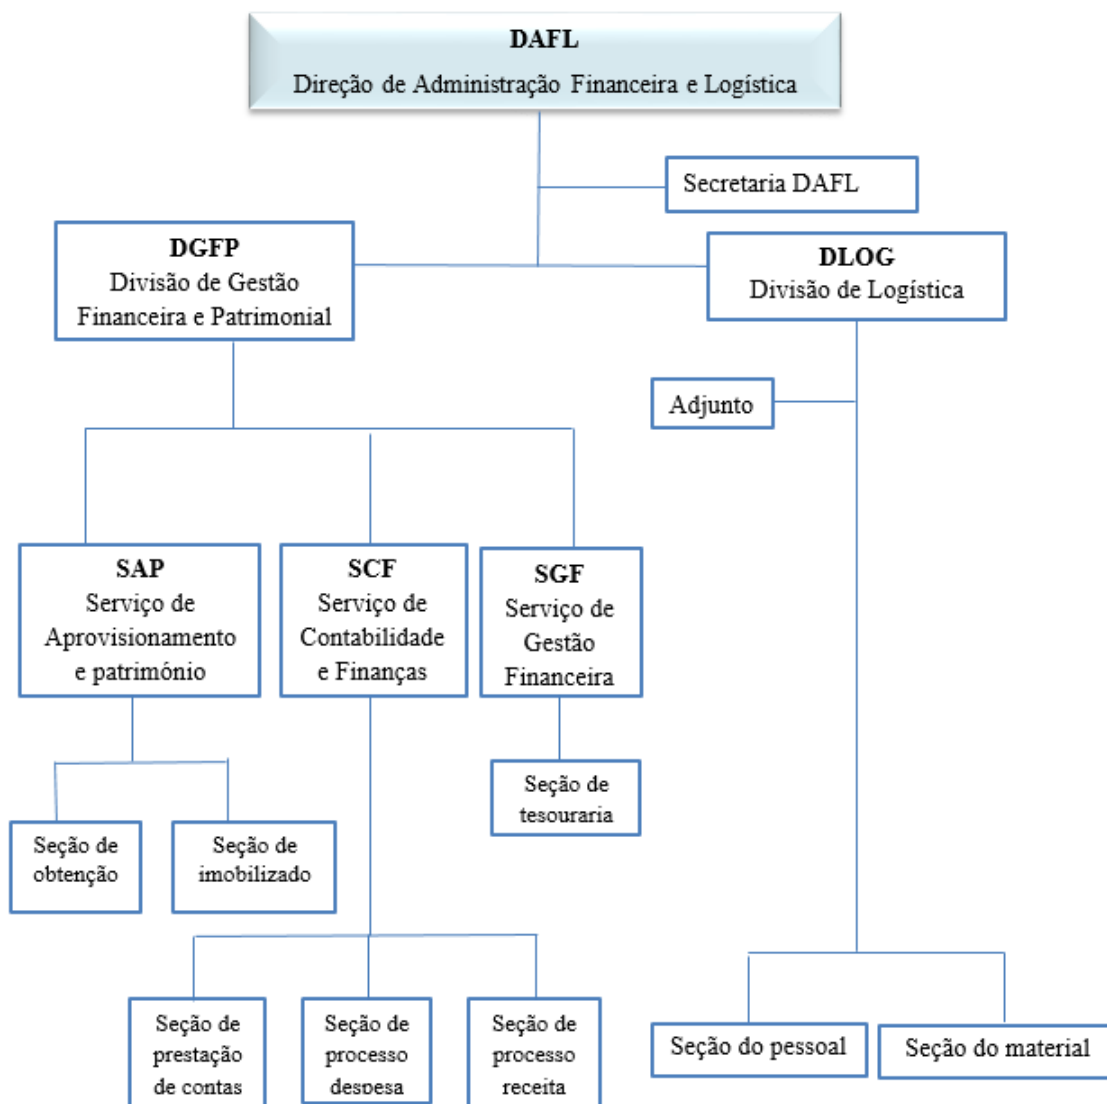 DAFL
Direção de Administração Financeira e Logística
Secretaria DAFL
DGFP
Divisão de Gestão
Financeira e Patrimonial
DLOG
Divisão de Logística
Adjunto
SAP
Serviço de
Aprovisionamento
e património
SCF
Serviço de
Contabilidade
e Finanças
SGF
Serviço de
Gestão
Financeira
Seção de
obtenção
Seção de
imobilizado
Seção de
tesouraria
Seção de
prestação
de contas
Seção de
processo
despesa
Seção de
processo
receita
Seção do pessoal
Seção do material